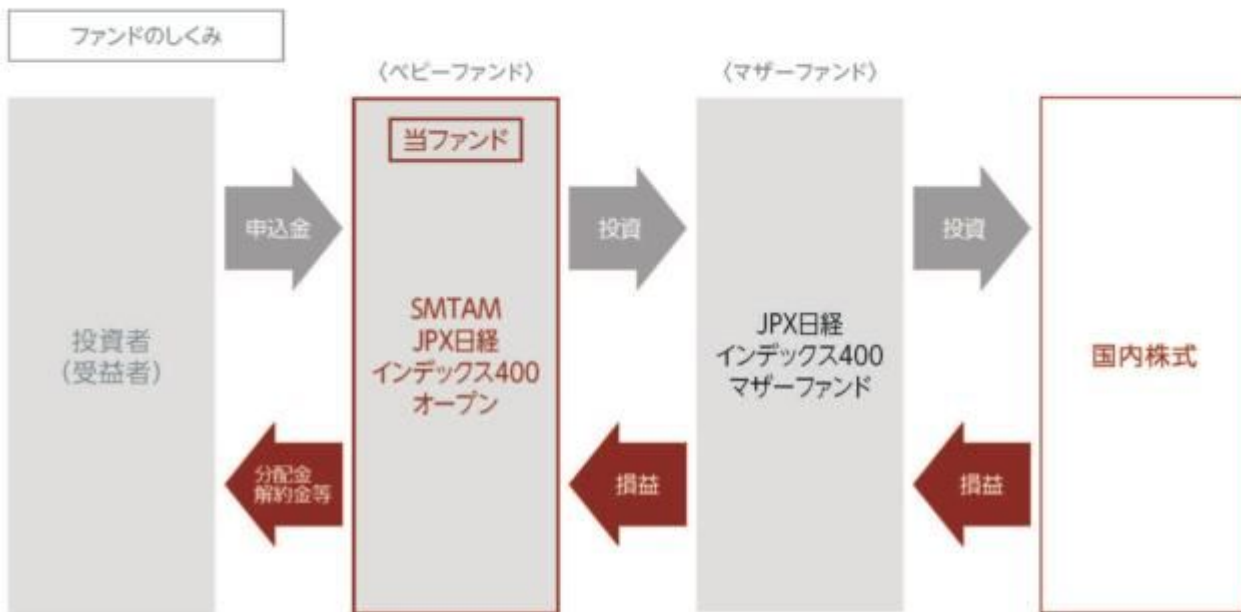 ファンドのしくみ
〈ベビーファンド〉
〈マザーファンド〉
当ファンド
申込金
投資
投資
投資者
（受益者）
SMTAM
JPX日経
インデックス400
オープン
JPX日経
インデックス400
マザーファンド
国内株式
分配金
解約金等
損益
損益